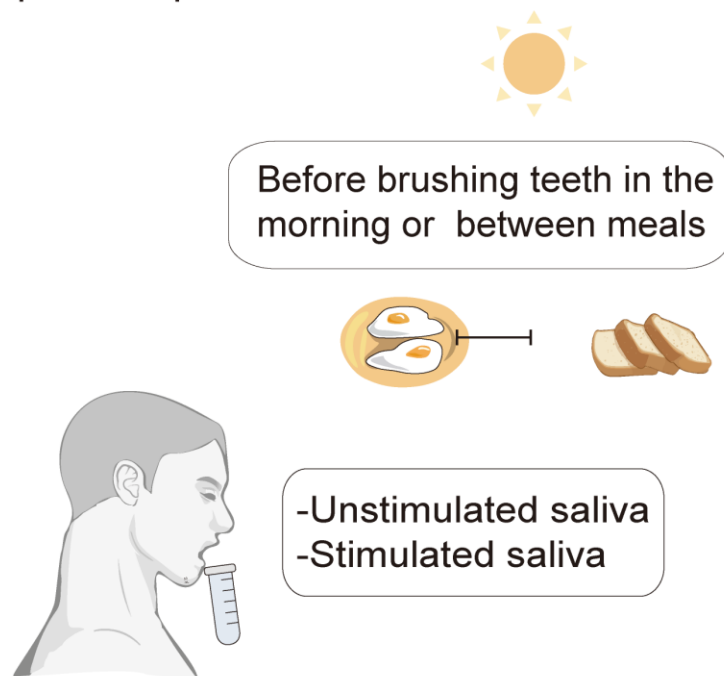 Before brushing teeth in the
morning or between meals
-Unstimulated saliva
-Stimulated saliva